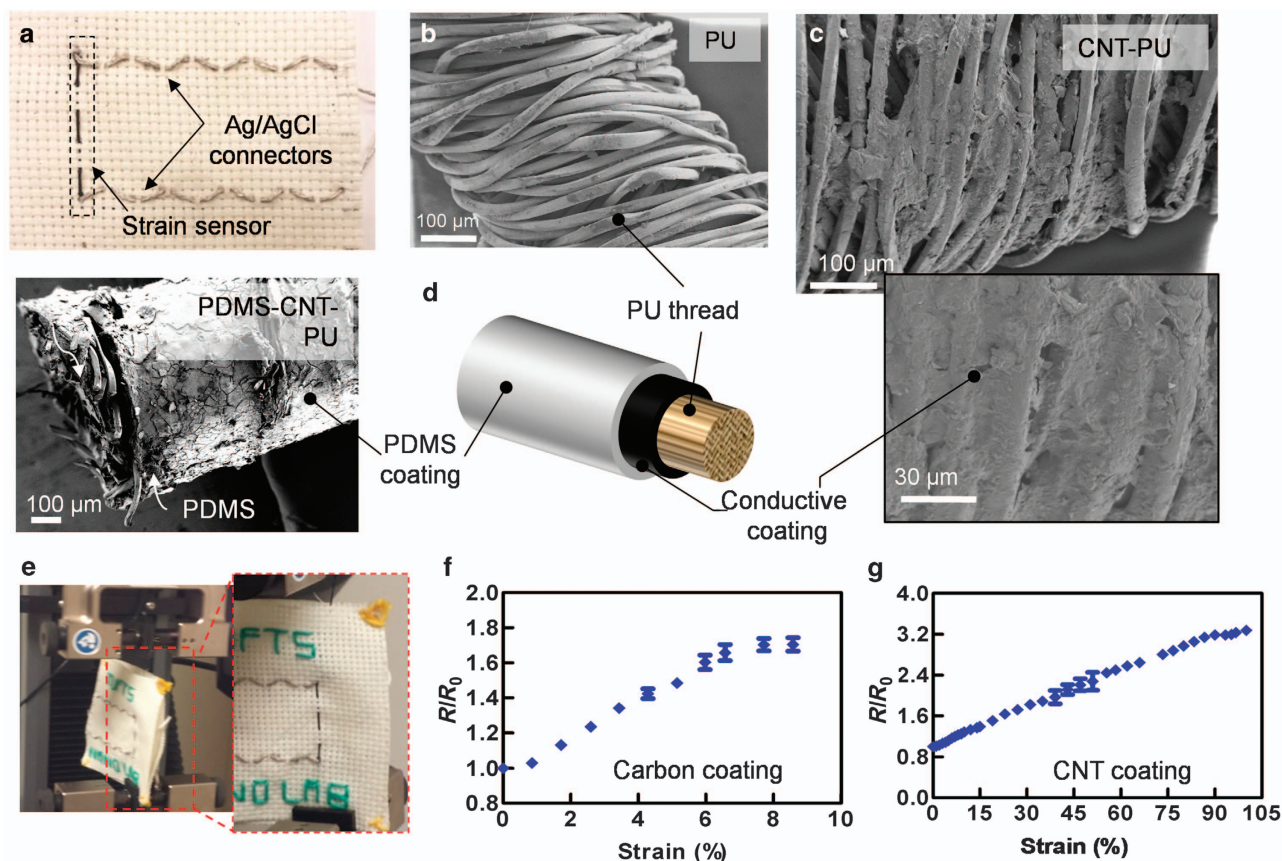 a
Ag/AgCl
connectors
Strain sensor
b
PU
100 µm
c
CNT-PU
100 µm
PDMS-CNT-
PU
100 µm
PDMS
d
PU thread
PDMS
coating
Conductive
coating
30 µm
e
FTS
NO LAB
f
2.0
1.8
1.6
1.4
1.2
1.0
0.8
R/R0
0
2
4
6
8
10
Carbon coating
Strain (%)
g
4.0
3.2
2.4
1.6
0.8
0.0
R/R0
0
15
30
45
60
75
90
105
CNT coating
Strain (%)